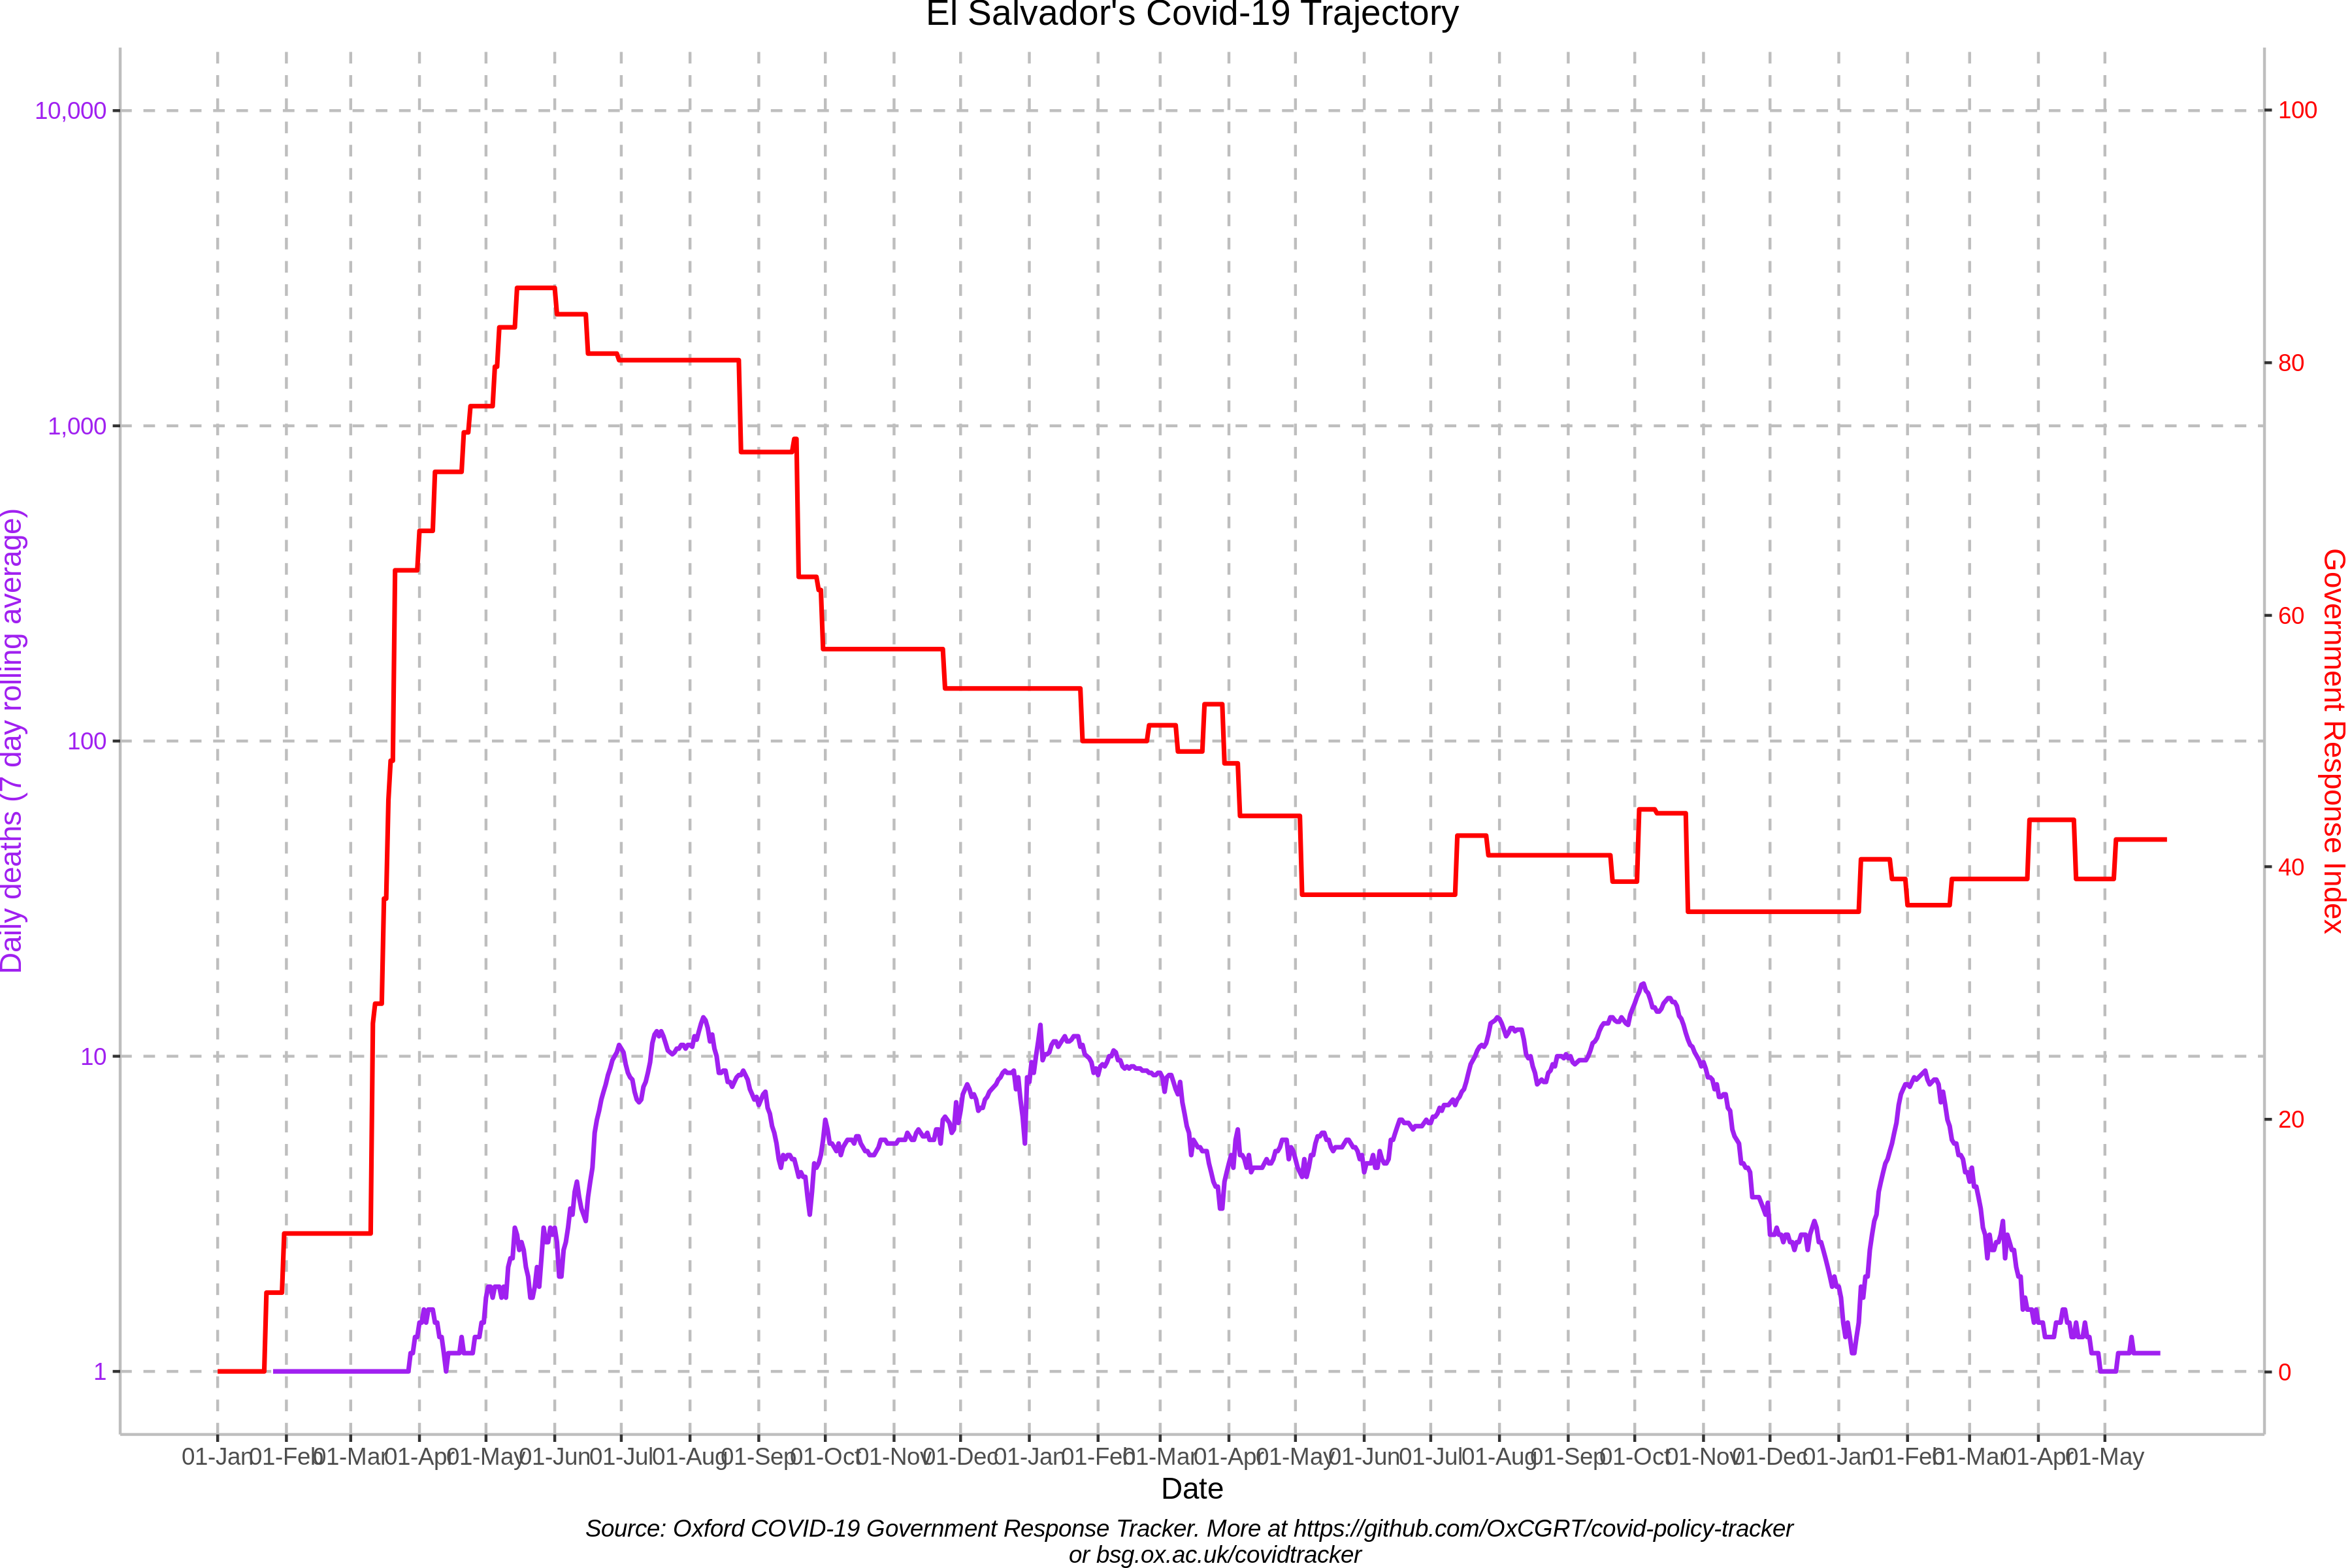 El Salvador's Covid-19 Trajectory
10,000
1,000
100
10
1
Daily deaths (7 day rolling average)
100
80
60
40
20
0
Government Response Index
01-Jan 01-Feb 01-Mar 01-Apr 01-May 01-Jun 01-Jul 01-Aug 01-Sep 01-Oct 01-Nov 01-Dec 01-Jan 01-Feb 01-Mar 01-Apr 01-May 01-Jun 01-Jul 01-Aug 01-Sep 01-Oct 01-Nov 01-Dec 01-Jan 01-Feb 01-Mar 01-Apr 01-May
Date
Source: Oxford COVID-19 Government Response Tracker. More at https://github.com/OxCGRT/covid-policy-tracker
or bsg.ox.ac.uk/covidtracker